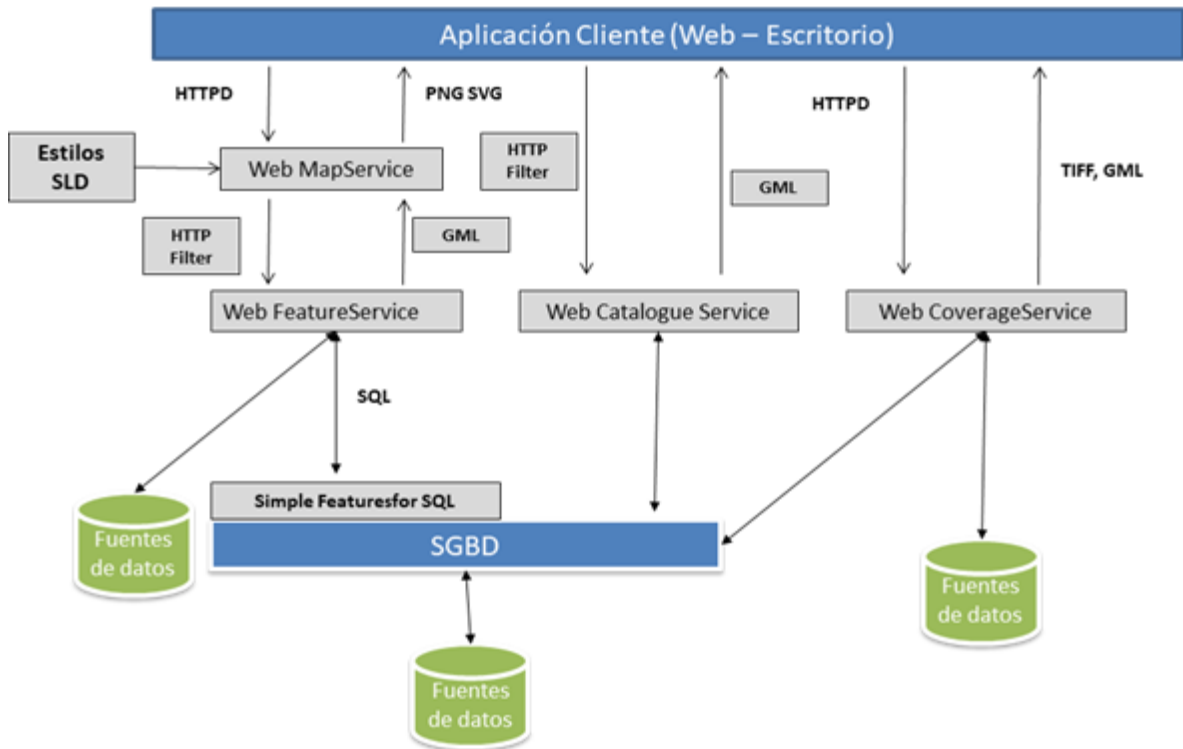 Aplicación Cliente (Web – Escritorio)
HTTPD
PNG SVG
HTTPD
Estilos
SLD
Web MapService
HTTP
Filter
TIFF, GML
GML
HTTP
Filter
GML
Web FeatureService
Web Catalogue Service
Web CoverageService
SQL
Simple Featuresfor SQL
SGBD
Fuentes
de datos
Fuentes
de datos
Fuentes
de datos